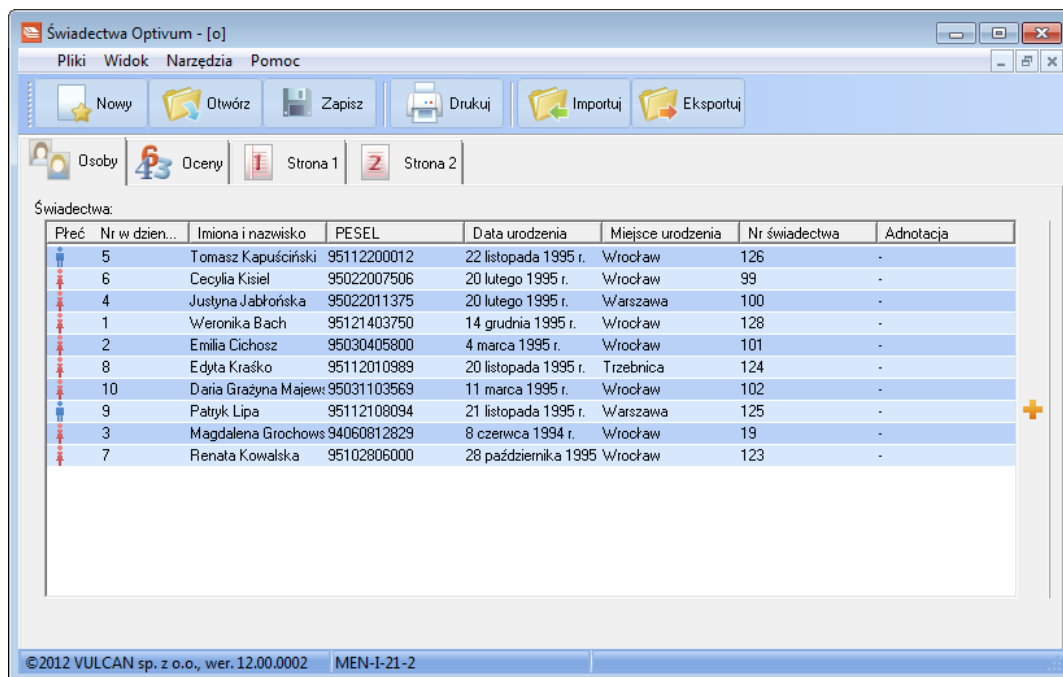 Świadectwa Optivum - [o]
Pliki Widok Narzędzia Pomoc
Nowy Otwórz Zapisz Drukuj Importuj Eksportuj
Osoby Oceny 1 Strona 1 2 Strona 2
Świadectwa:
Płeć Nr w dzien... Imiona i nazwisko PESEL Data urodzenia Miejsce urodzenia Nr świadectwa Adnotacja
5 Tomasz Kapuściński 95112200012 22 listopada 1995 r. Wrocław 126 -
6 Cecylia Kisiel 95022007506 20 lutego 1995 r. Wrocław 99 -
4 Justyna Jabłońska 95022011375 20 lutego 1995 r. Warszawa 100 -
1 Weronika Bach 95121403750 14 grudnia 1995 r. Wrocław 128 -
2 Emilia Cichosz 95030405800 4 marca 1995 r. Wrocław 101 -
8 Edyta Kraśko 95112010989 20 listopada 1995 r. Trzebnica 124 -
10 Daria Grażyna Majews 95031103569 11 marca 1995 r. Wrocław 102 -
9 Patryk Lipa 95112108094 21 listopada 1995 r. Warszawa 125 -
3 Magdalena Grochows 94060812829 8 czerwca 1994 r. Wrocław 19 -
7 Renata Kowalska 95102806000 28 października 1995 Wrocław 123 -
©2012 VULCAN sp. z o.o., wer. 12.00.0002 MEN-I-21-2